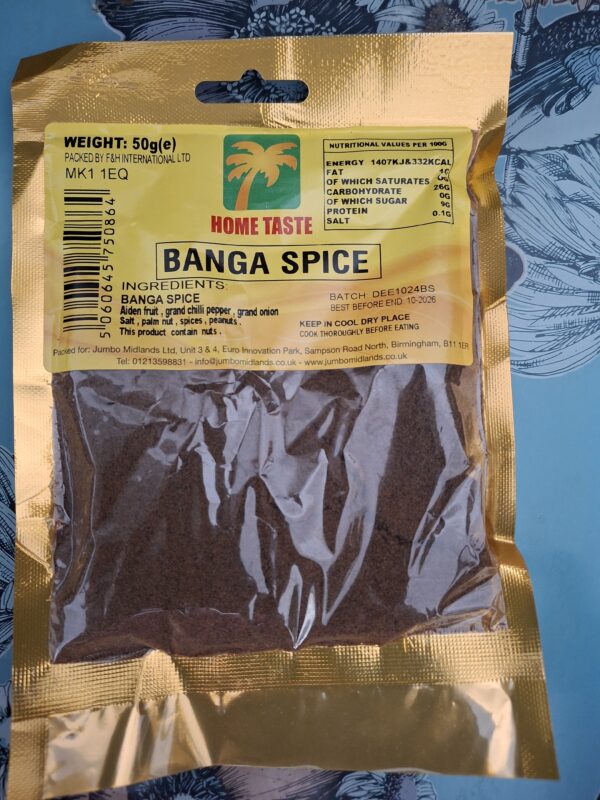 WEIGHT: 50g(e)
PACKED BY F&H INTERNATIONAL LTD
MK1 1EQ
5 060645 750864
HOME TASTE
NUTRITIONAL VALUES PER 100G
ENERGY 1407KJ&332KCAL
FAT
OF WHICH SATURATES 0G
CARBOHYDRATE 26G
OF WHICH SUGAR 0G
PROTEIN 9G
SALT 0.1G
BANGA SPICE
INGREDIENTS:
BANGA SPICE
Aiden fruit , grand chilli pepper , grand onion
Salt , palm nut , spices , peanuts .
This product contain nuts .
BATCH DEE1024BS
BEST BEFORE END: 10-2026
KEEP IN COOL DRY PLACE
COOK THOROUGHLY BEFORE EATING
Packed for: Jumbo Midlands Ltd, Unit 3 & 4, Euro Innovation Park, Sampson Road North, Birmingham, B11 1ER
Tel: 01213598831 - info@jumbomidlands.co.uk - www.jumbomidlands.co.uk